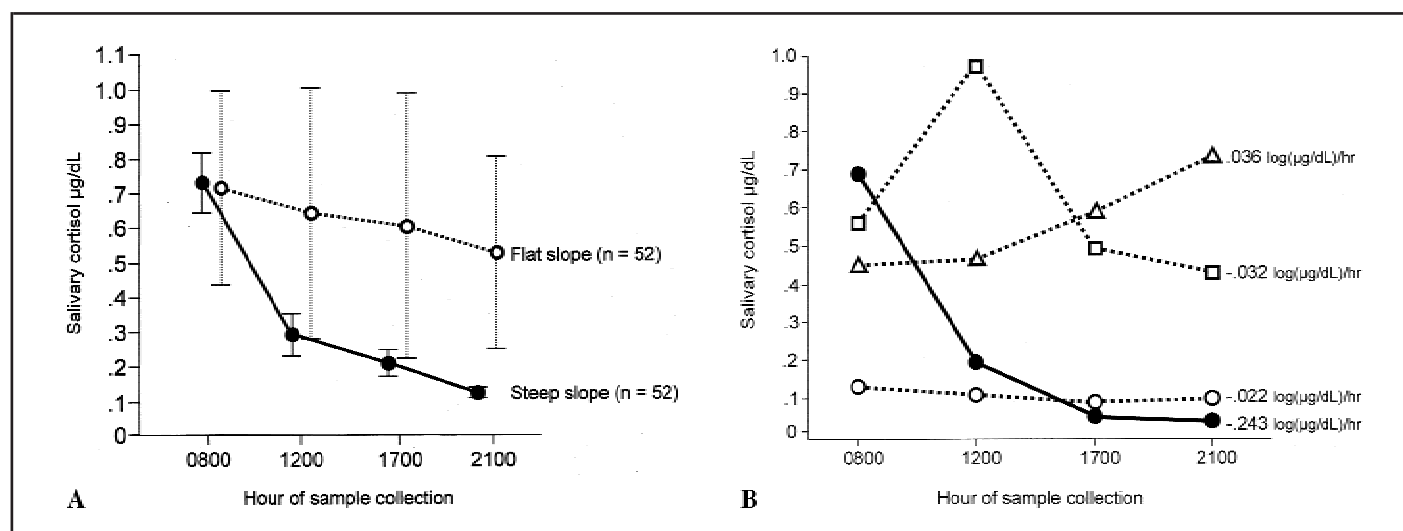 1.1
1.0
.9
.8
.7
.6
.5
.4
.3
.2
.1
0
Salivary cortisol µg/dL
Flat slope (n = 52)
Steep slope (n = 52)
0800 1200 1700 2100
Hour of sample collection
A
1.0
.9
.8
.7
.6
.5
.4
.3
.2
.1
0
Salivary cortisol µg/dL
.036 log(µg/dL)/hr
-.032 log(µg/dL)/hr
-.022 log(µg/dL)/hr
-.243 log(µg/dL)/hr
0800 1200 1700 2100
Hour of sample collection
B